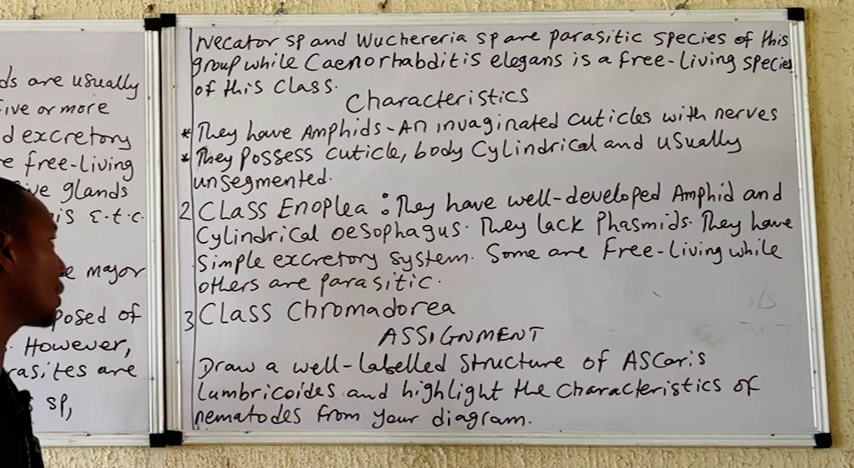 ds are usually
ive or more
d excretory
e free-living
ive glands
is E.t.c.
e major
posed of
However,
rasites are
sp,
Necator sp and Wuchereria sp are parasitic species of this
group while Caenorhabditis elegans is a free-living species
of this class.
Characteristics
* They have Amphids - An invaginated cuticles with nerves
* They Possess cuticle, body Cylindrical and usually
unsegmented.
2 Class Enoplea : They have well-developed Amphid and
Cylindrical oesophagus. They lack Phasmids. They have
simple excretory system. Some are free-living while
others are parasitic.
3 Class Chromadorea
ASSIGNMENT
Draw a well-labelled structure of Ascaris
lumbricoides and highlight the characteristics of
nematodes from your diagram.